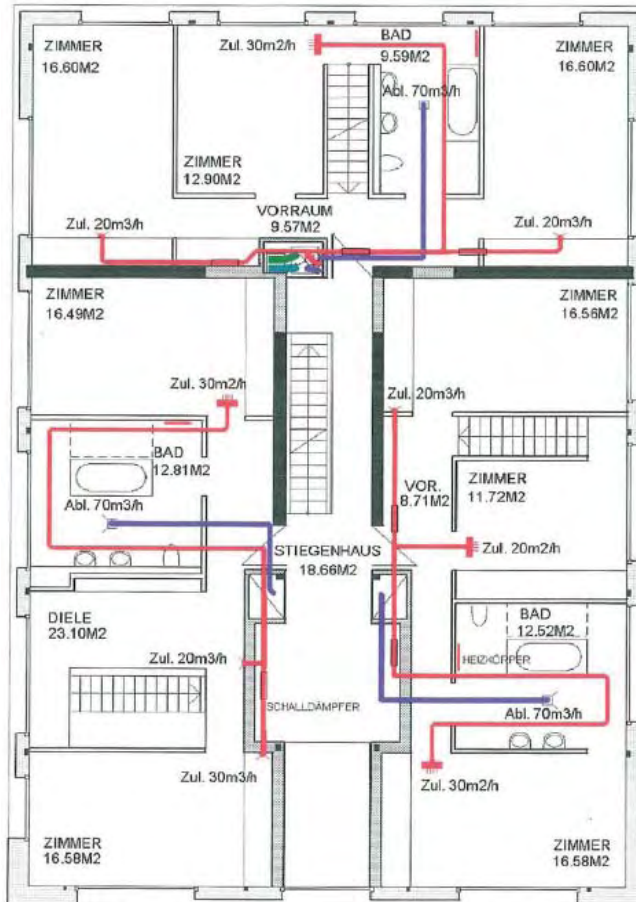 ZIMMER
16.60M2
Zul. 30m2/h
BAD
9.59M2
ZIMMER
16.60M2
Abl. 70m3/h
ZIMMER
12.90M2
VORRAUM
9.57M2
Zul. 20m3/h
Zul. 20m3/h
ZIMMER
16.49M2
ZIMMER
16.56M2
Zul. 30m2/h
Zul. 20m3/h
BAD
12.81M2
Abl. 70m3/h
VOR.
8.71M2
ZIMMER
11.72M2
STIEGENHAUS
18.66M2
Zul. 20m2/h
DIELE
23.10M2
BAD
12.52M2
Zul. 20m3/h
HEIZKÖPPER
SCHALLDÄMPFER
Abl. 70m3/h
Zul. 30m3/h
Zul. 30m2/h
ZIMMER
16.58M2
ZIMMER
16.58M2